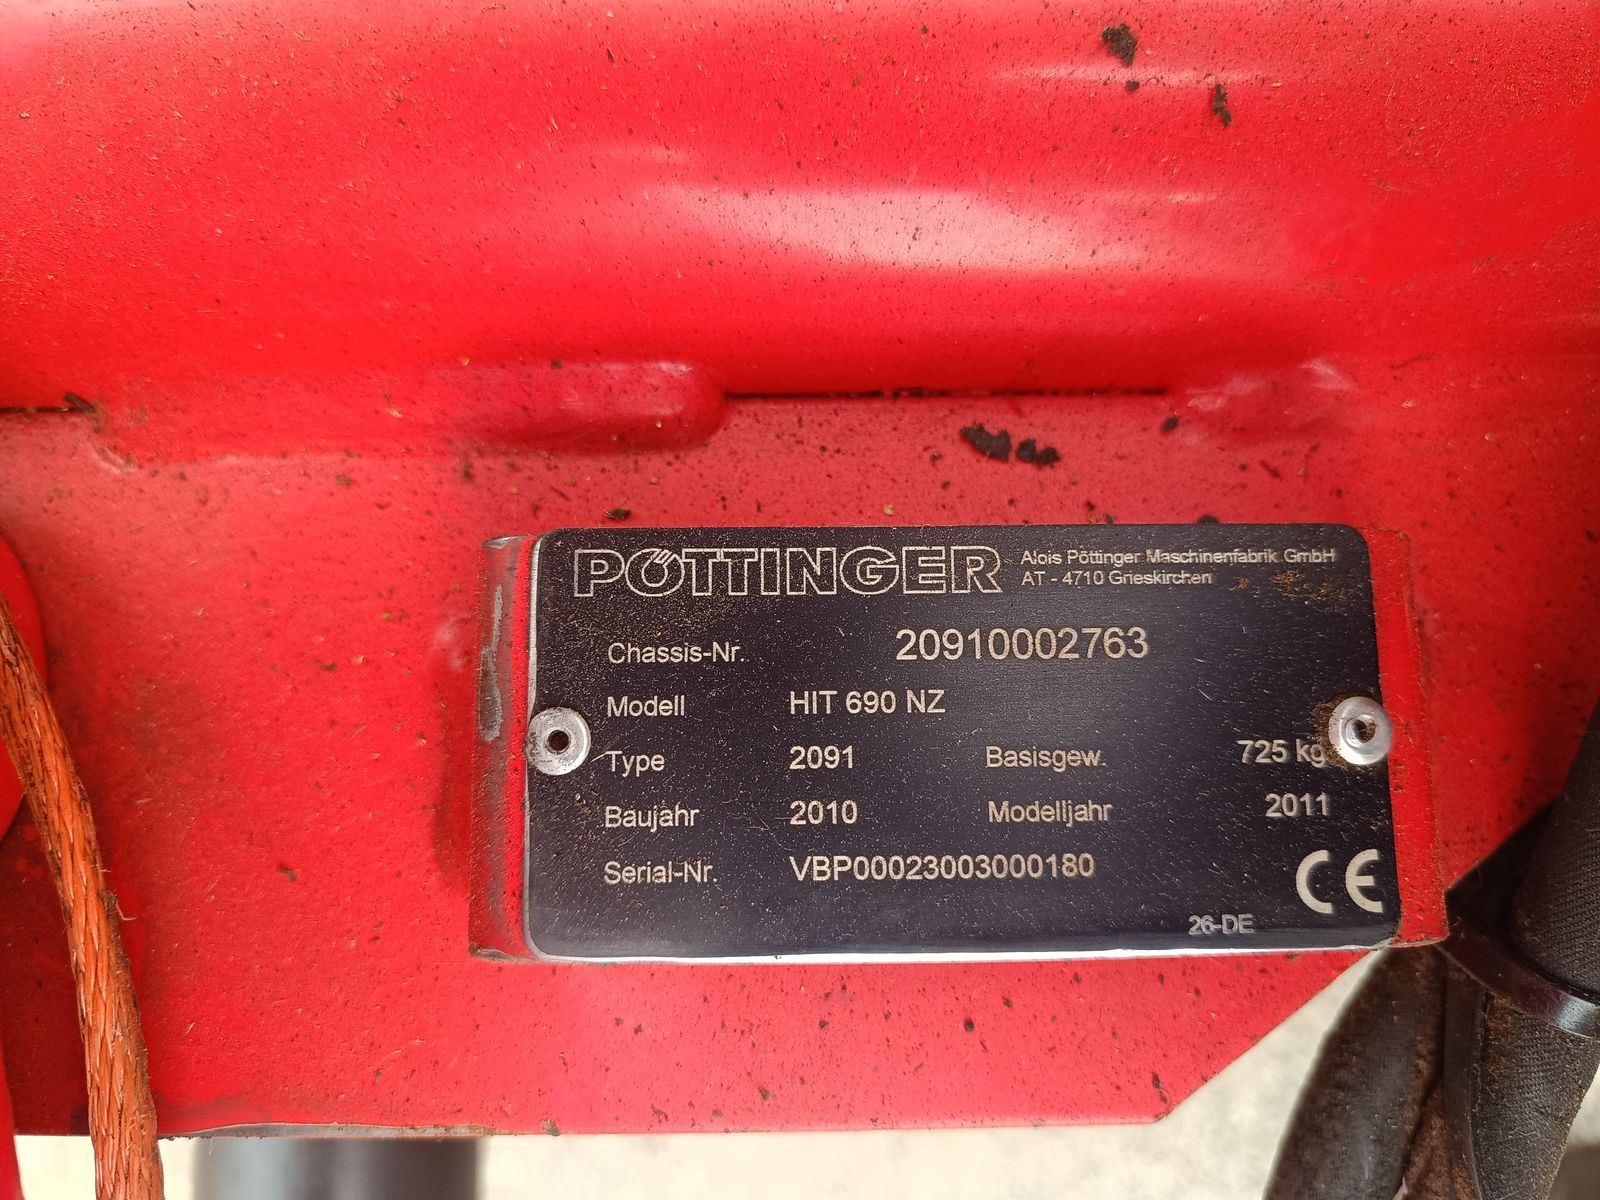 PÖTTINGER Alois Pöttinger Maschinenfabrik GmbH
AT - 4710 Grieskirchen
Chassis-Nr. 20910002763
Modell HIT 690 NZ
Type 2091 Basisgew. 725 kg
Baujahr 2010 Modelljahr 2011
Serial-Nr. VBP00023003000180
CE
26-DE